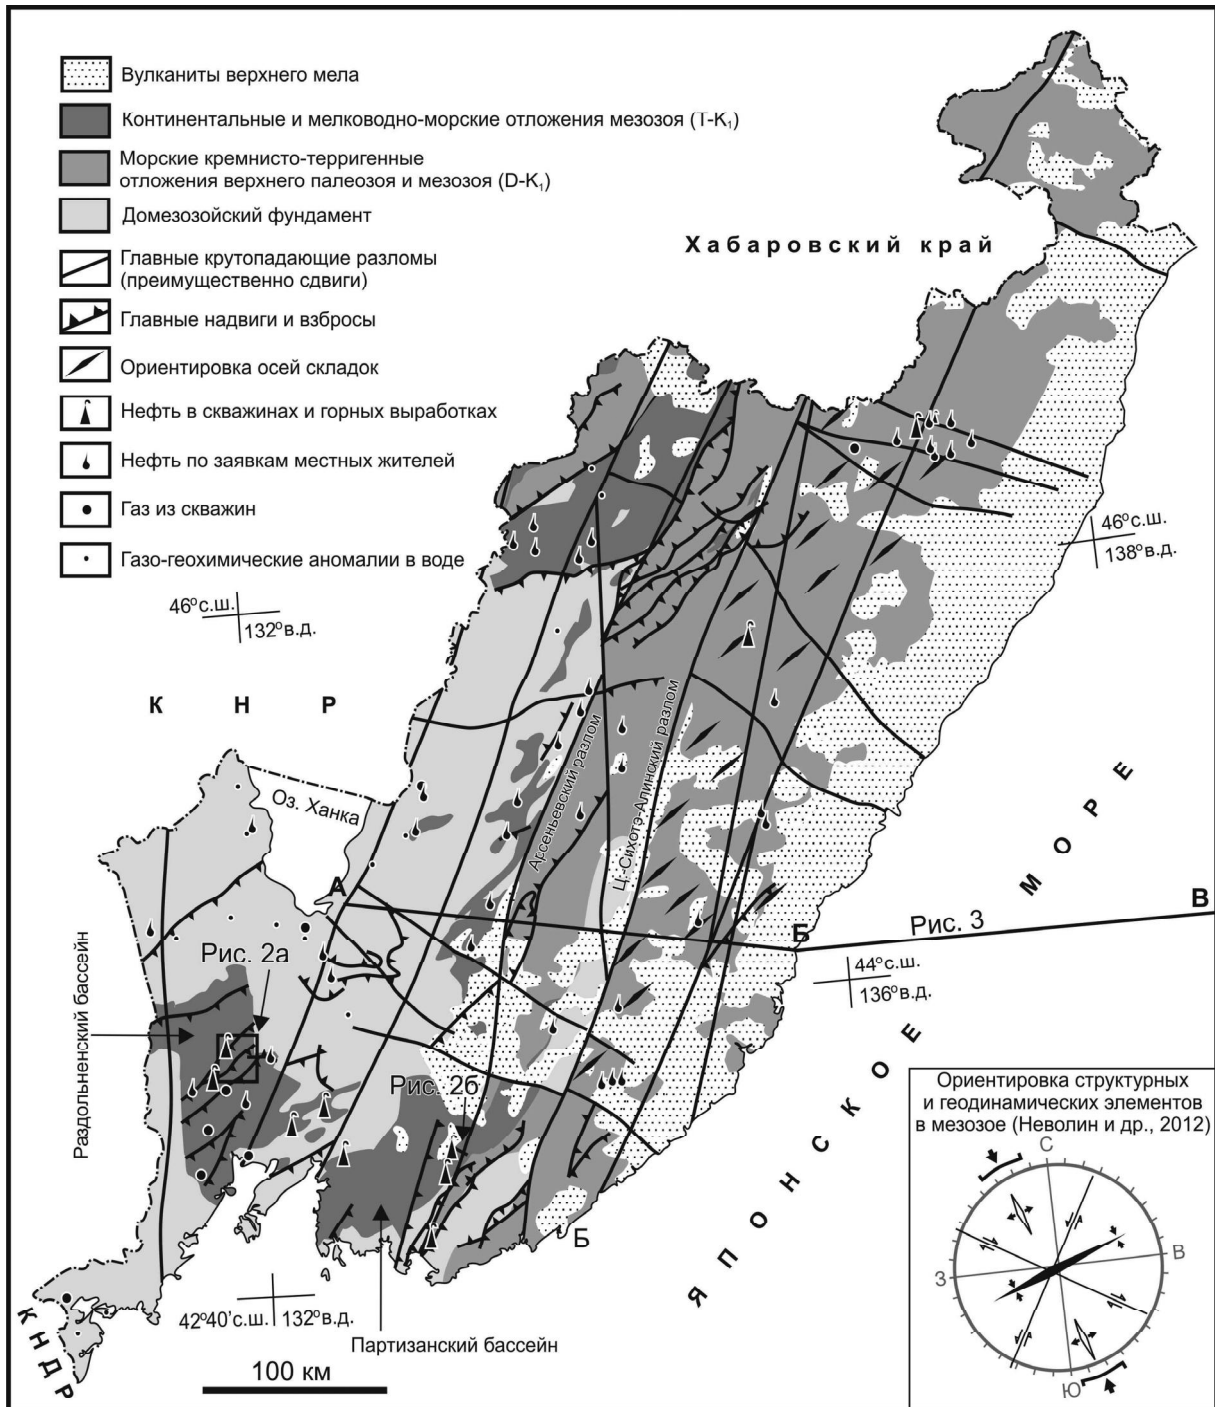 Вулканиты верхнего мела
Континентальные и мелководно-морские отложения мезозоя (T-K₁)
Морские кремнисто-терригенные
отложения верхнего палеозоя и мезозоя (D-K₁)
Домезозойский фундамент
Главные крутопадающие разломы
(преимущественно сдвиги)
Главные надвиги и взбросы
Ориентировка осей складок
Нефть в скважинах и горных выработках
Нефть по заявкам местных жителей
Газ из скважин
Газо-геохимические аномалии в воде
Хабаровский край
46° с.ш.
138° в.д.
46° с.ш.
132° в.д.
К Н Р
Оз. Ханка
Арсеньевский разлом
Ц.-Сихотэ-Алинский разлом
А
Б
В
Рис. 3
Рис. 2а
44° с.ш.
136° в.д.
Раздольненский бассейн
Рис. 2б
Б
ЯПОНСКОЕ МОРЕ
42°40' с.ш.
132° в.д.
Партизанский бассейн
КНДР
100 км
Ориентировка структурных
и геодинамических элементов
в мезозое (Неволин и др., 2012)
С
В
З
Ю